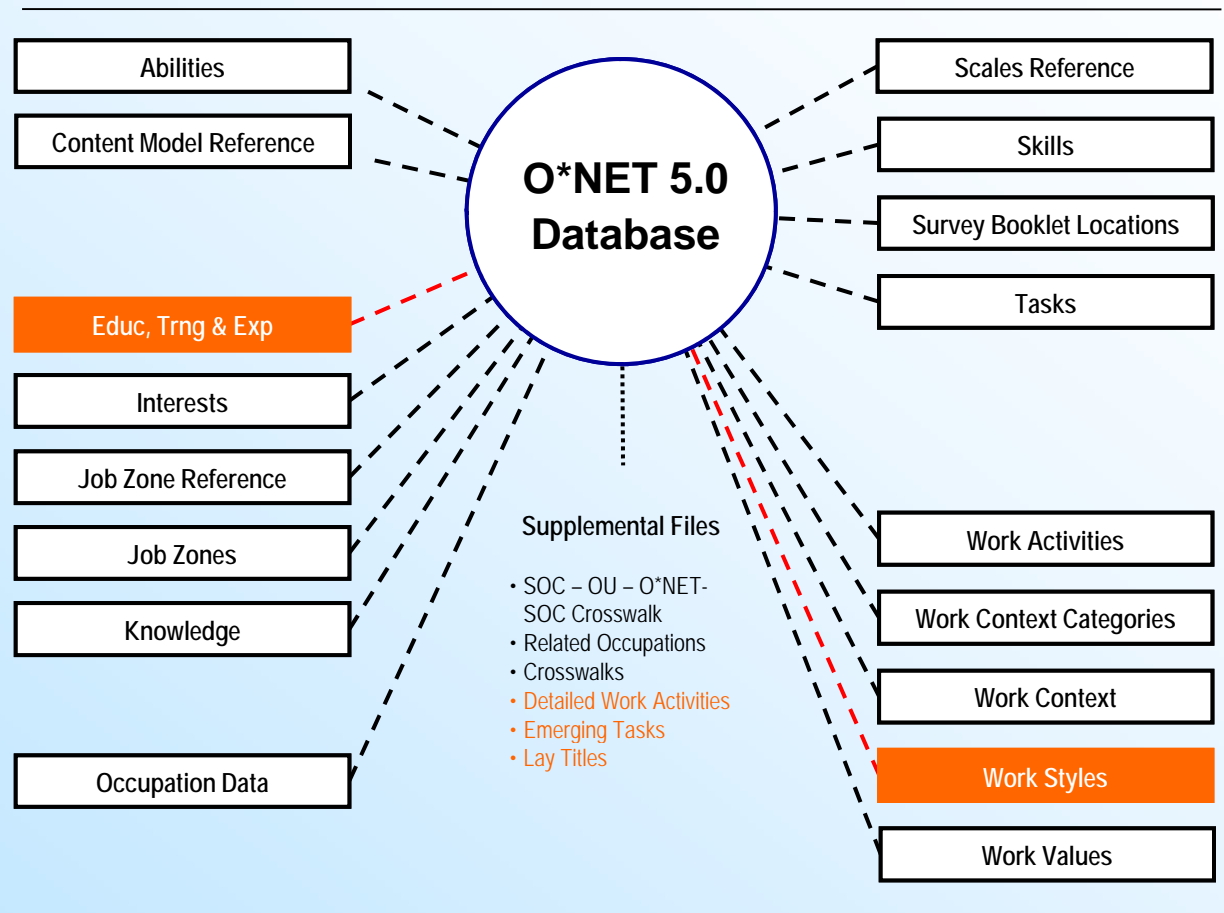 Abilities
Content Model Reference
Educ, Trng & Exp
Interests
Job Zone Reference
Job Zones
Knowledge
Occupation Data
O*NET 5.0
Database
Supplemental Files
• SOC – OU – O*NET-
SOC Crosswalk
• Related Occupations
• Crosswalks
• Detailed Work Activities
• Emerging Tasks
• Lay Titles
Scales Reference
Skills
Survey Booklet Locations
Tasks
Work Activities
Work Context Categories
Work Context
Work Styles
Work Values